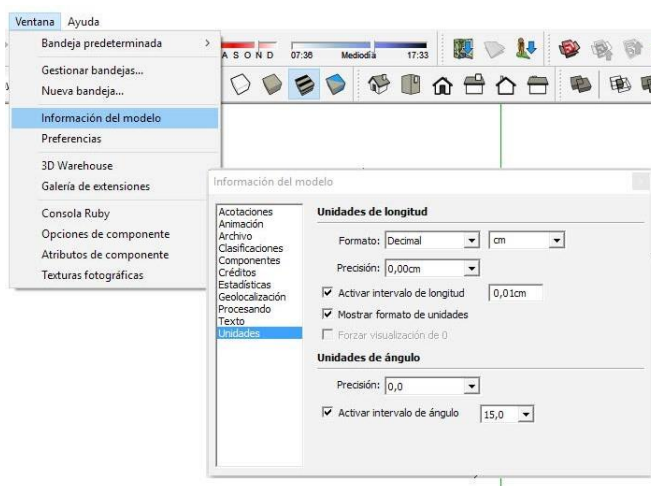 Ventana Ayuda
Bandeja predeterminada >
Gestionar bandejas...
Nueva bandeja...
Información del modelo
Preferencias
3D Warehouse
Galería de extensiones
Consola Ruby
Opciones de componente
Atributos de componente
Texturas fotográficas
A S O N D 07:36 Mediodía 17:33
Información del modelo
Acotaciones
Animación
Archivo
Clasificaciones
Componentes
Créditos
Estadísticas
Geolocalización
Procesando
Texto
Unidades
Unidades de longitud
Formato: Decimal cm
Precisión: 0,00cm
Activar intervalo de longitud 0,01cm
Mostrar formato de unidades
Forzar visualización de 0
Unidades de ángulo
Precisión: 0,0
Activar intervalo de ángulo 15,0